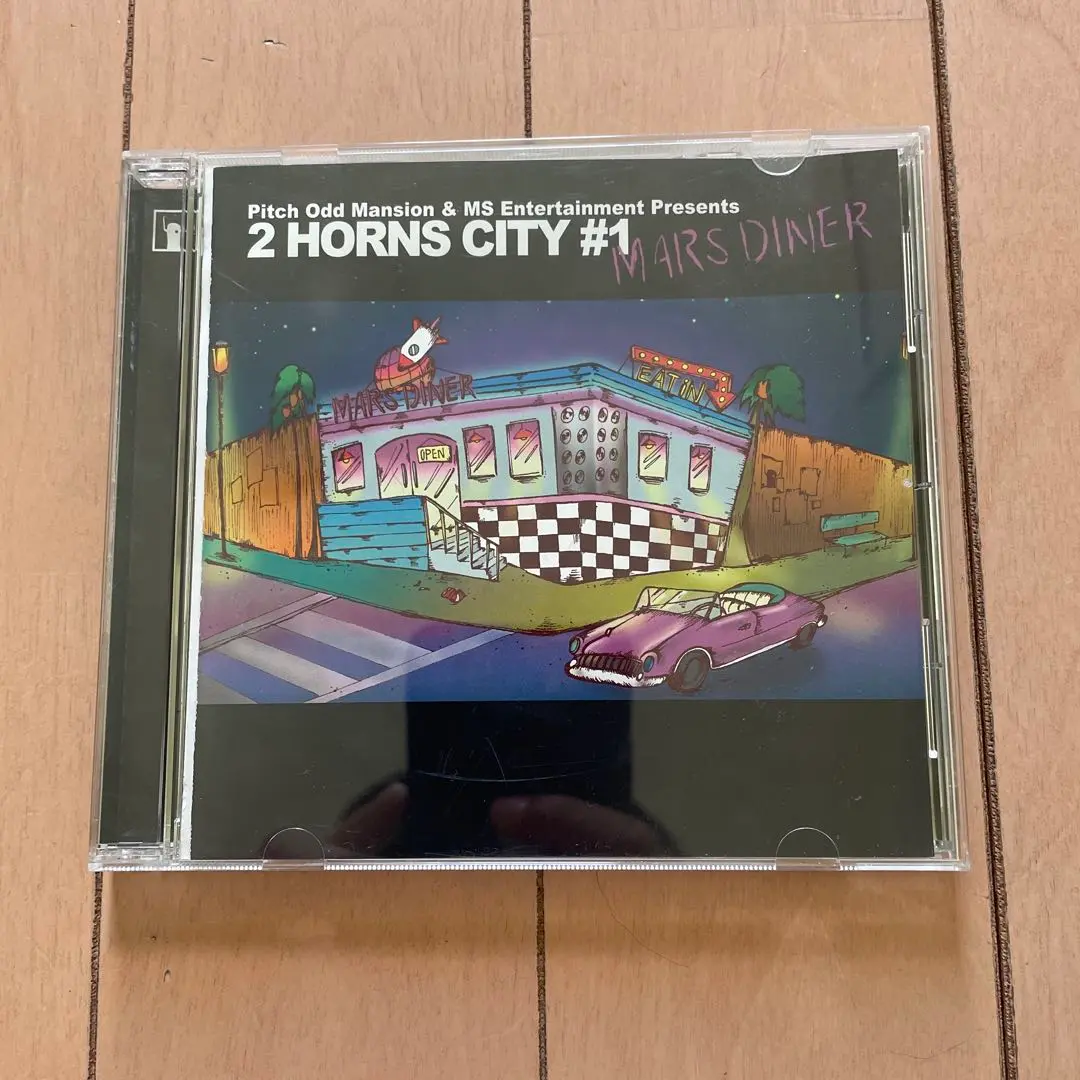 Pitch Odd Mansion & MS Entertainment Presents
2 HORNS CITY #1
MARS DINER
MARS DINER
EAT IN
OPEN